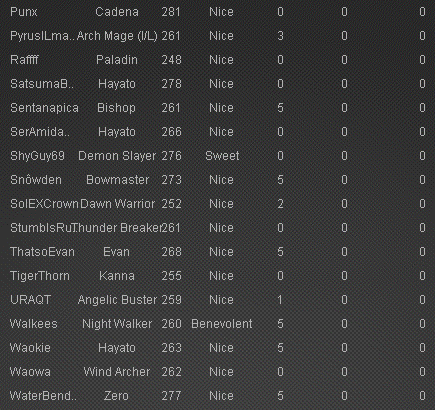 Punx Cadena 281 Nice 0 0 0
PyrusILma.. Arch Mage (I/L) 261 Nice 3 0 0
Raffff Paladin 248 Nice 0 0 0
SatsumaB.. Hayato 278 Nice 0 0 0
Sentanapica Bishop 261 Nice 5 0 0
SerAmida.. Hayato 266 Nice 0 0 0
ShyGuy69 Demon Slayer 276 Sweet 0 0 0
Snôwden Bowmaster 273 Nice 5 0 0
SolEXCrown Dawn Warrior 252 Nice 2 0 0
StumblsRu Thunder Breaker 261 Nice 0 0 0
ThatsoEvan Evan 268 Nice 5 0 0
TigerThorn Kanna 255 Nice 0 0 0
URAQT Angelic Buster 259 Nice 1 0 0
Walkees Night Walker 260 Benevolent 5 0 0
Waokie Hayato 263 Nice 5 0 0
Waowa Wind Archer 262 Nice 0 0 0
WaterBend.. Zero 277 Nice 5 0 0